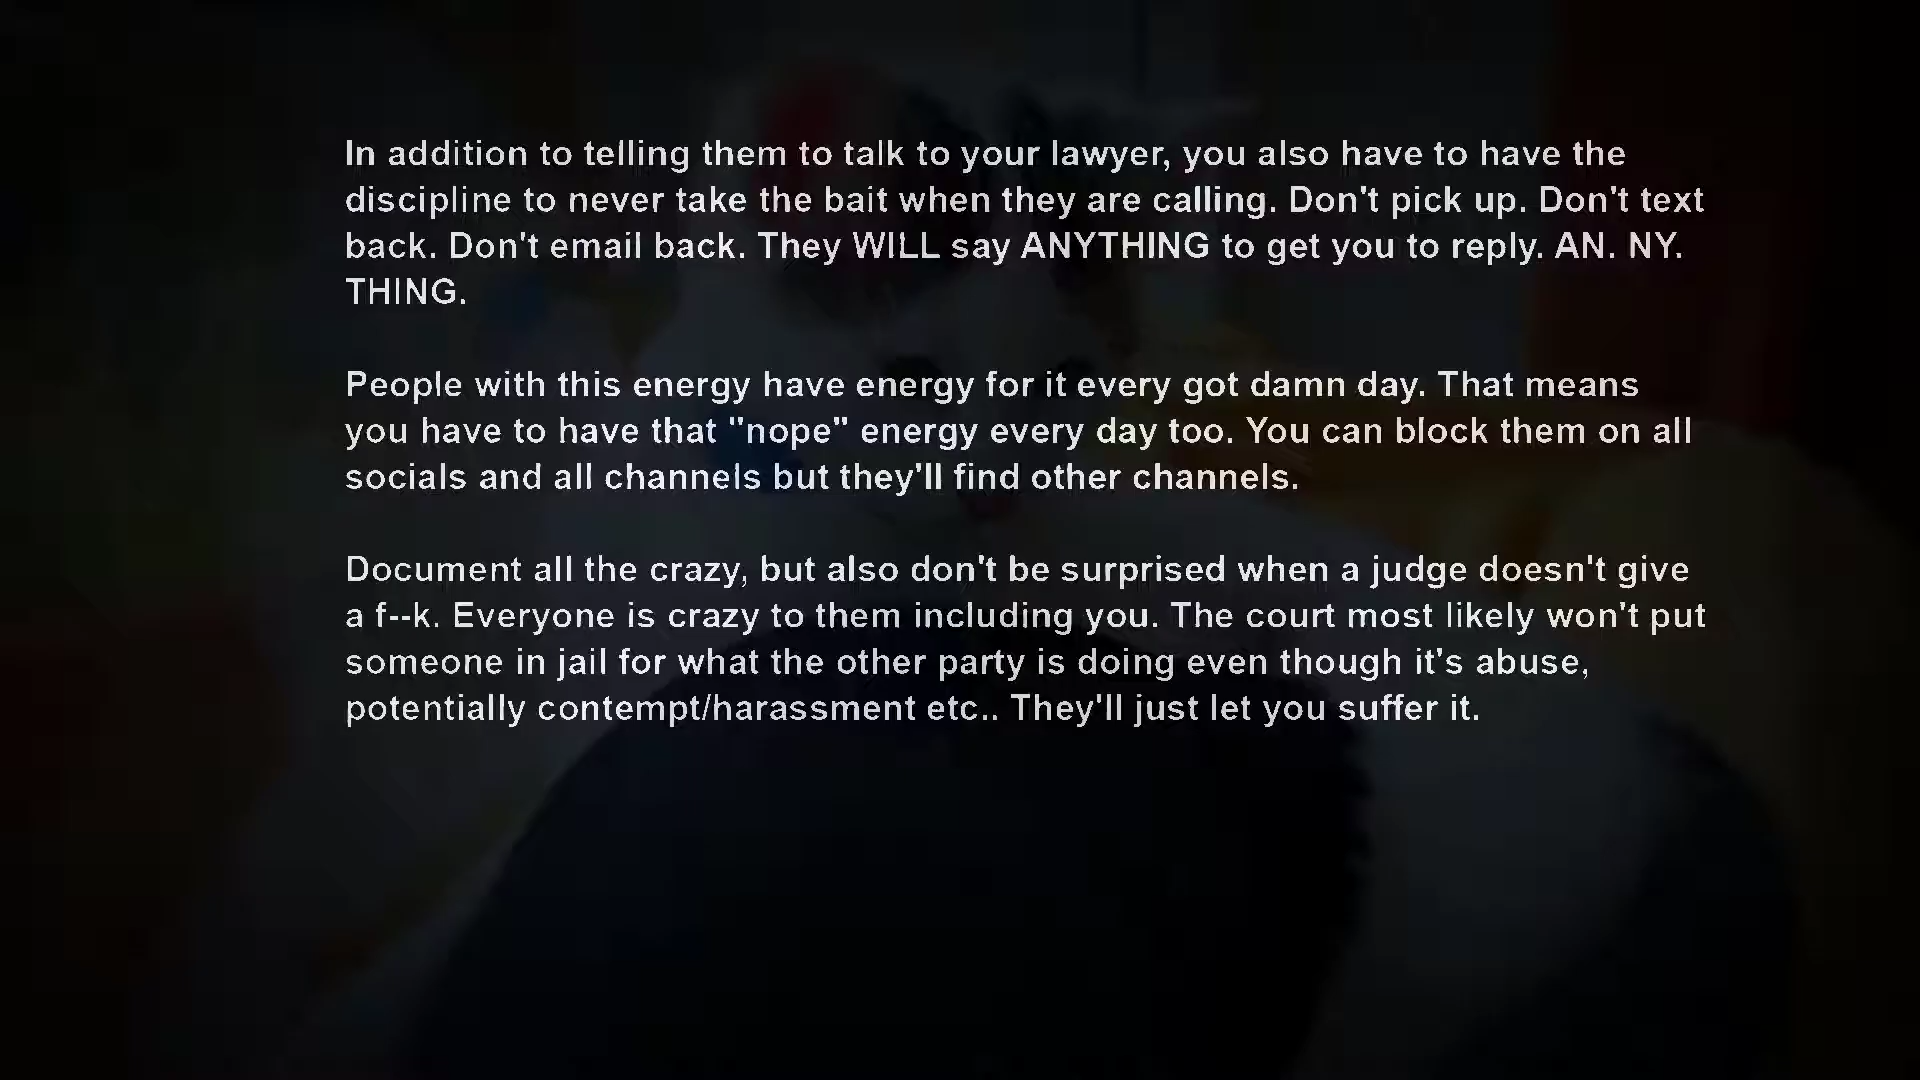 In addition to telling them to talk to your lawyer, you also have to have the
discipline to never take the bait when they are calling. Don't pick up. Don't text
back. Don't email back. They WILL say ANYTHING to get you to reply. AN. NY.
THING.
People with this energy have energy for it every got damn day. That means
you have to have that "nope" energy every day too. You can block them on all
socials and all channels but they'll find other channels.
Document all the crazy, but also don't be surprised when a judge doesn't give
a f--k. Everyone is crazy to them including you. The court most likely won't put
someone in jail for what the other party is doing even though it's abuse,
potentially contempt/harassment etc.. They'll just let you suffer it.